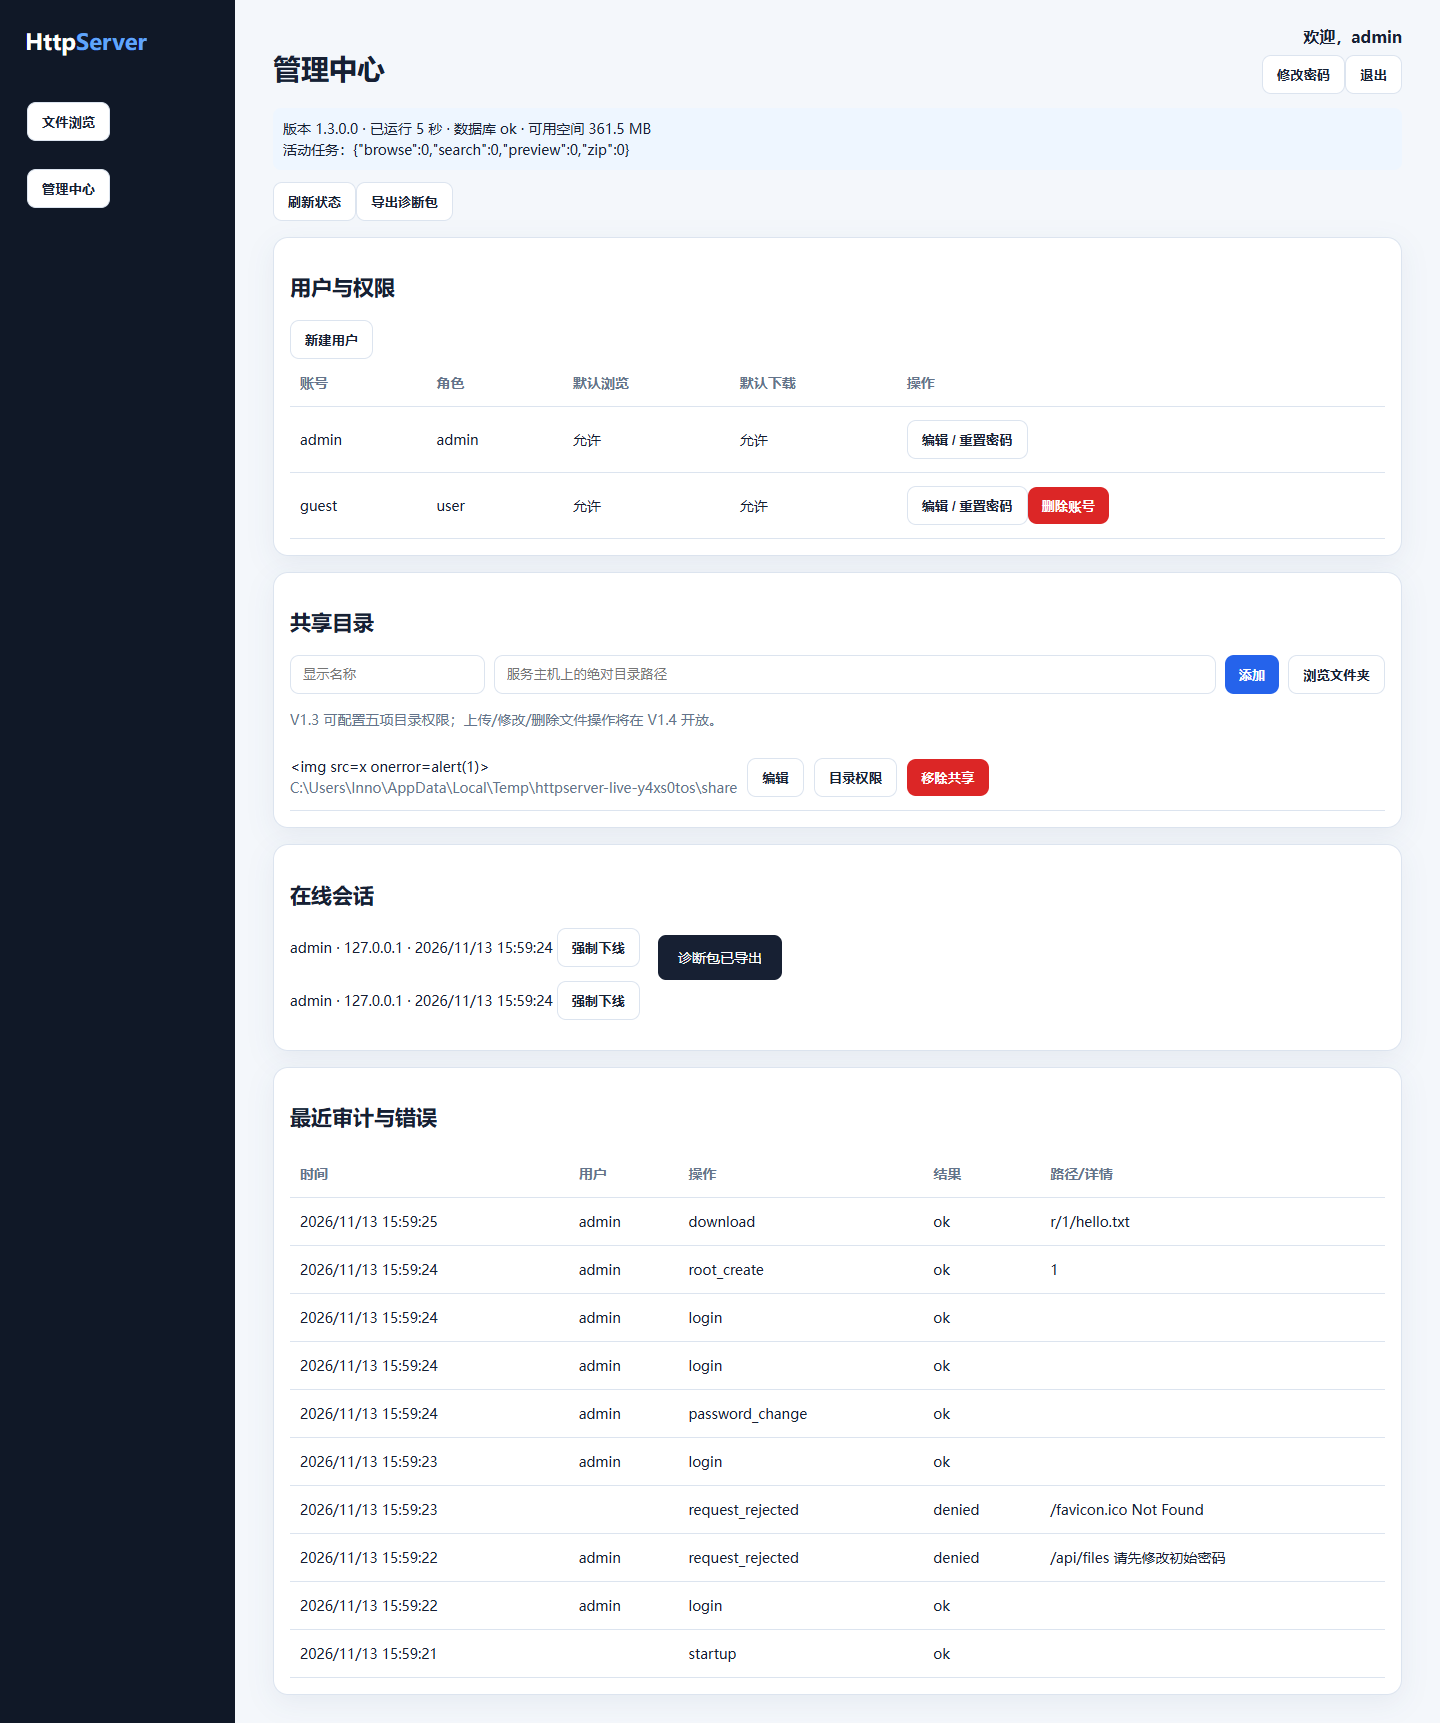 HttpServer
文件浏览
管理中心
欢迎，admin
管理中心
修改密码 退出
版本 1.3.0.0 · 已运行 5 秒 · 数据库 ok · 可用空间 361.5 MB
活动任务：{"browse":0,"search":0,"preview":0,"zip":0}
刷新状态 导出诊断包
用户与权限
新建用户
账号 角色 默认浏览 默认下载 操作
admin admin 允许 允许 编辑 / 重置密码
guest user 允许 允许 编辑 / 重置密码 删除账号
共享目录
显示名称 服务主机上的绝对目录路径 添加 浏览文件夹
V1.3 可配置五项目录权限；上传/修改/删除文件操作将在 V1.4 开放。
<img src=x onerror=alert(1)>
C:\Users\Inno\AppData\Local\Temp\httpserver-live-y4xs0tos\share 编辑 目录权限 移除共享
在线会话
admin · 127.0.0.1 · 2026/11/13 15:59:24 强制下线
诊断包已导出
admin · 127.0.0.1 · 2026/11/13 15:59:24 强制下线
最近审计与错误
时间 用户 操作 结果 路径/详情
2026/11/13 15:59:25 admin download ok r/1/hello.txt
2026/11/13 15:59:24 admin root_create ok 1
2026/11/13 15:59:24 admin login ok
2026/11/13 15:59:24 admin login ok
2026/11/13 15:59:24 admin password_change ok
2026/11/13 15:59:23 admin login ok
2026/11/13 15:59:23 request_rejected denied /favicon.ico Not Found
2026/11/13 15:59:22 admin request_rejected denied /api/files 请先修改初始密码
2026/11/13 15:59:22 admin login ok
2026/11/13 15:59:21 startup ok